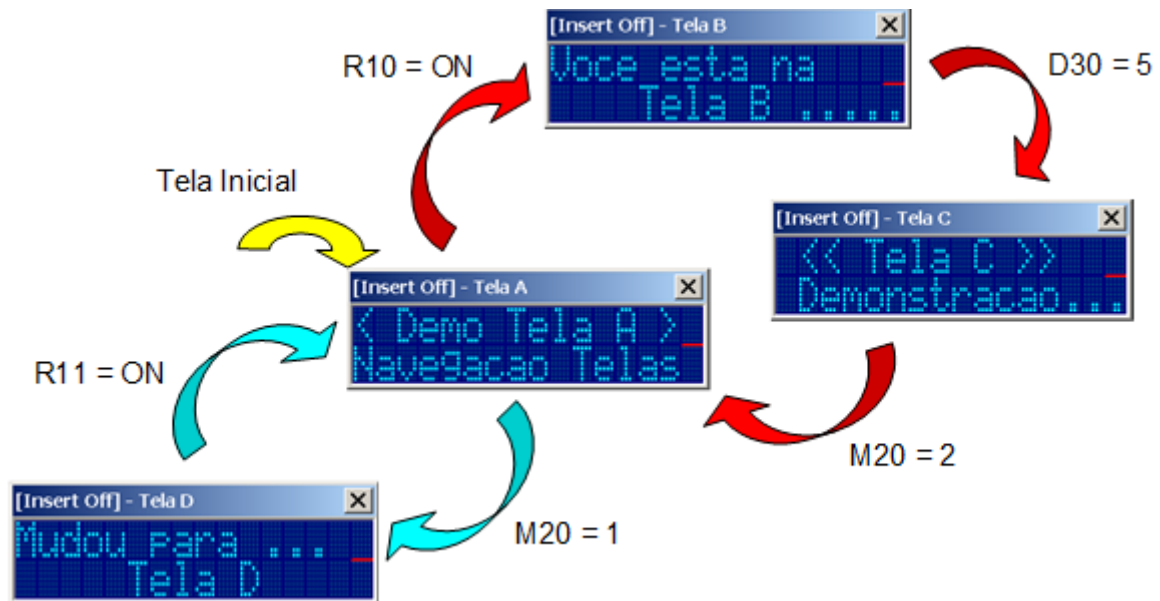 [Insert Off] - Tela B
Voce esta na
Tela B .....
R10 = ON
D30 = 5
Tela Inicial
[Insert Off] - Tela C
<< Tela C >>
Demonstracao...
[Insert Off] - Tela A
< Demo Tela A >
Navegacao Telas
R11 = ON
M20 = 2
[Insert Off] - Tela D
Mudou para ...
Tela D
M20 = 1